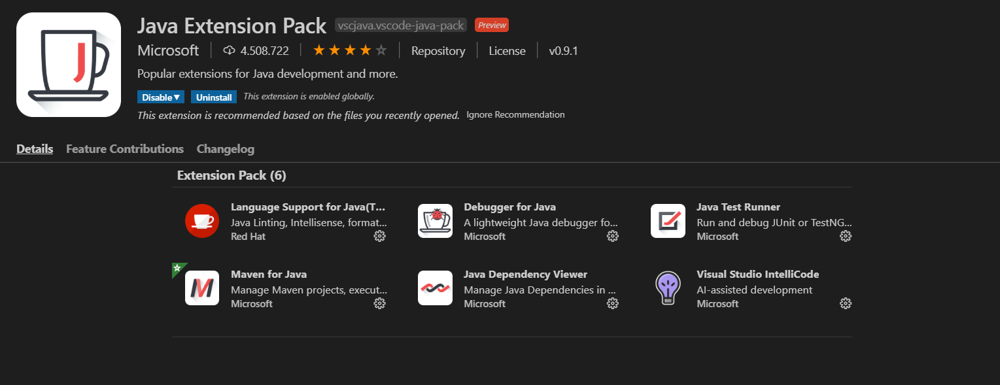 Java Extension Pack vscjava.vscode-java-pack Preview
Microsoft 4.508.722 Repository License v0.9.1
Popular extensions for Java development and more.
Disable▼ Uninstall This extension is enabled globally.
This extension is recommended based on the files you recently opened. Ignore Recommendation
Details Feature Contributions Changelog
Extension Pack (6)
Language Support for Java(T...
Java Linting, Intellisense, format...
Red Hat
Debugger for Java
A lightweight Java debugger fo...
Microsoft
Java Test Runner
Run and debug JUnit or TestNG...
Microsoft
Maven for Java
Manage Maven projects, execut...
Microsoft
Java Dependency Viewer
Manage Java Dependencies in ...
Microsoft
Visual Studio IntelliCode
AI-assisted development
Microsoft